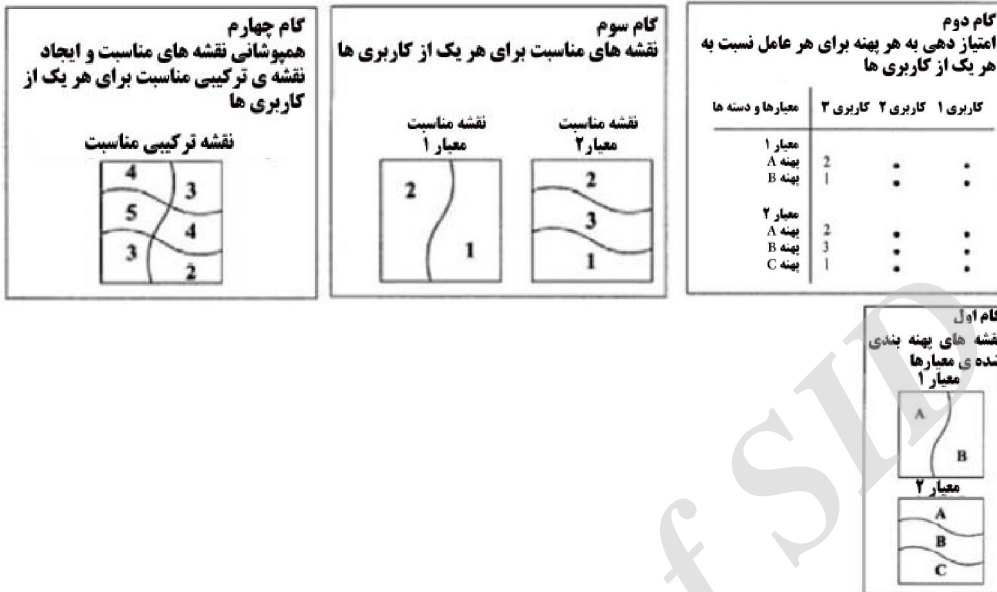 گام دوم
امتیاز دهی به هر پهنه برای هر عامل نسبت به
هر یک از کاربری ها
کاربری ۱ کاربری ۲ کاربری ۳ معیارها و دسته ها
معیار ۱
پهنه A 2
پهنه B 1
معیار ۲
پهنه A 2
پهنه B 3
پهنه C 1
گام سوم
نقشه های مناسبت برای هر یک از کاربری ها
نقشه مناسبت
معیار۲
2
3
1
نقشه مناسبت
معیار ۱
2
1
گام چهارم
همپوشانی نقشه های مناسبت و ایجاد
نقشه ی ترکیبی مناسبت برای هر یک از
کاربری ها
نقشه ترکیبی مناسبت
4
3
5
4
3
2
گام اول
نقشه های پهنه بندی
شده ی معیارها
معیار ۱
A
B
معیار ۲
A
B
C
f SID